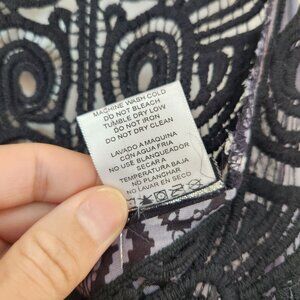 MACHINE WASH COLD
DO NOT BLEACH
TUMBLE DRY LOW
DO NOT IRON
DO NOT DRY CLEAN
LAVADO A MAQUINA
CON AGUA FRIA
NO USE BLANQUEADOR
SECAR A
TEMPERATURA BAJA
NO PLANCHAR
NO LAVAR EN SECO